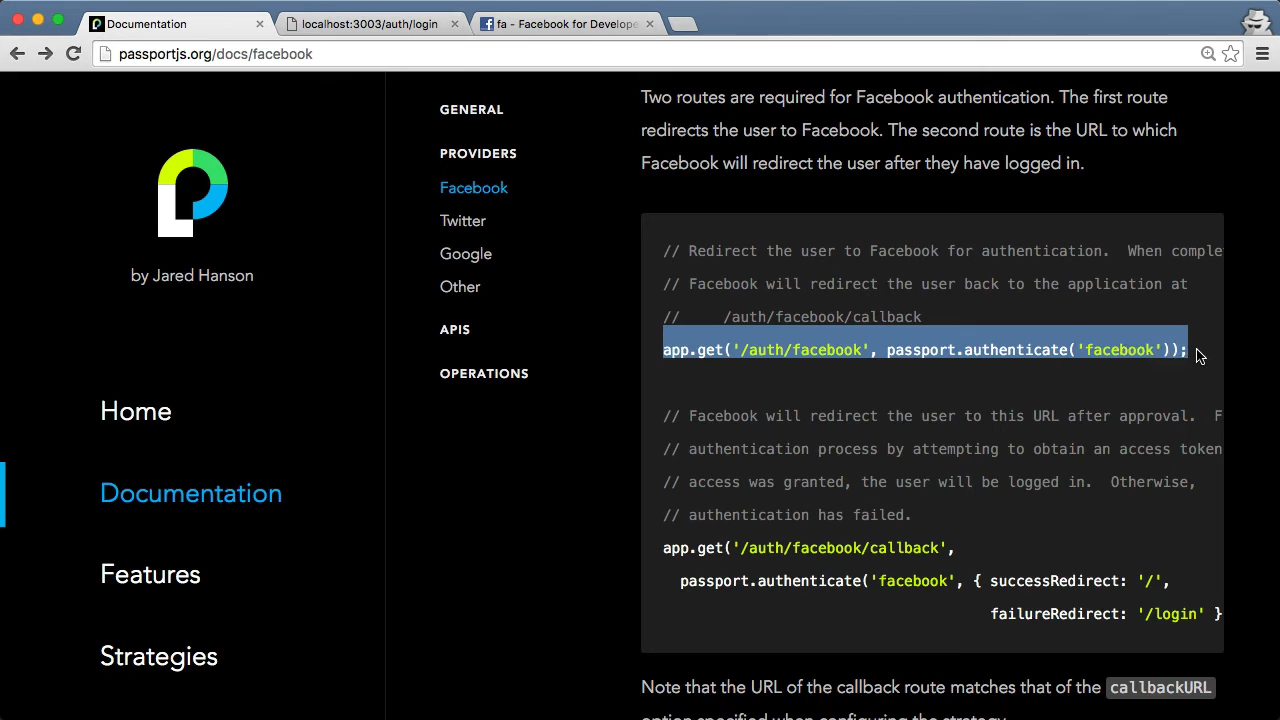 Documentation
localhost:3003/auth/login
fa - Facebook for Develope
passportjs.org/docs/facebook
by Jared Hanson
Home
Documentation
Features
Strategies
GENERAL
PROVIDERS
Facebook
Twitter
Google
Other
APIS
OPERATIONS
Two routes are required for Facebook authentication. The first route
redirects the user to Facebook. The second route is the URL to which
Facebook will redirect the user after they have logged in.
// Redirect the user to Facebook for authentication.  When complet
// Facebook will redirect the user back to the application at
//     /auth/facebook/callback
app.get('/auth/facebook', passport.authenticate('facebook'));
// Facebook will redirect the user to this URL after approval.  F
// authentication process by attempting to obtain an access token
// access was granted, the user will be logged in.  Otherwise,
// authentication has failed.
app.get('/auth/facebook/callback',
passport.authenticate('facebook', { successRedirect: '/',
failureRedirect: '/login' }
Note that the URL of the callback route matches that of the callbackURL
option specified when configuring the strategy.